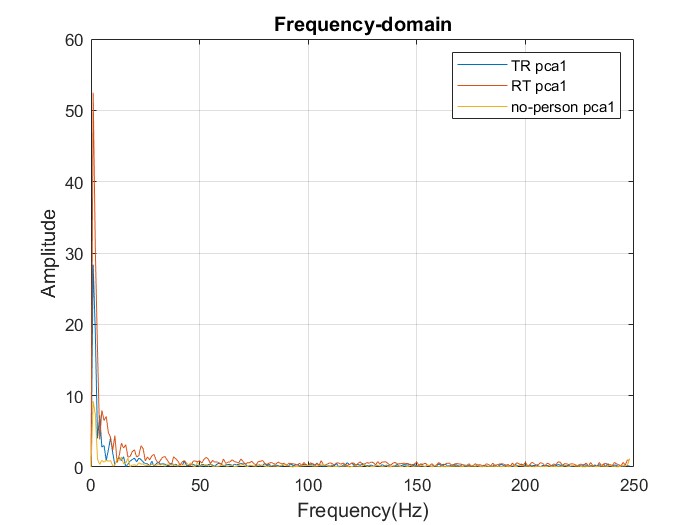 Frequency-domain
TR pca1
RT pca1
no-person pca1
60
50
40
30
20
10
0
Amplitude
0 50 100 150 200 250
Frequency(Hz)